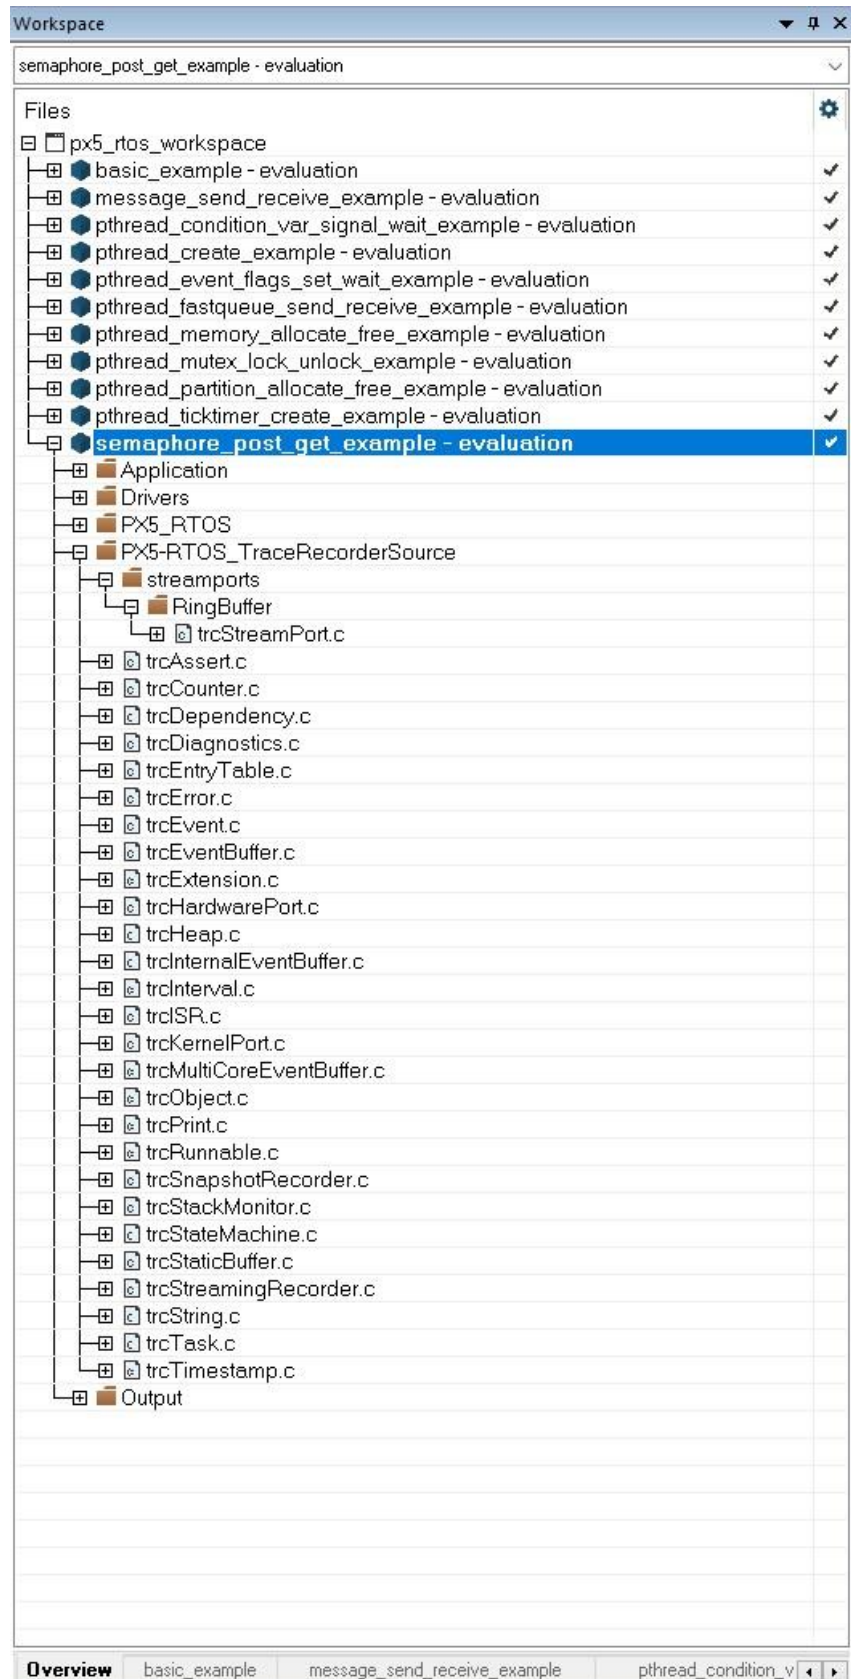 Workspace
semaphore_post_get_example - evaluation
Files
px5_rtos_workspace
basic_example - evaluation
message_send_receive_example - evaluation
pthread_condition_var_signal_wait_example - evaluation
pthread_create_example - evaluation
pthread_event_flags_set_wait_example - evaluation
pthread_fastqueue_send_receive_example - evaluation
pthread_memory_allocate_free_example - evaluation
pthread_mutex_lock_unlock_example - evaluation
pthread_partition_allocate_free_example - evaluation
pthread_ticktimer_create_example - evaluation
semaphore_post_get_example - evaluation
Application
Drivers
PX5_RTOS
PX5-RTOS_TraceRecorderSource
streamports
RingBuffer
trcStreamPort.c
trcAssert.c
trcCounter.c
trcDependency.c
trcDiagnostics.c
trcEntryTable.c
trcError.c
trcEvent.c
trcEventBuffer.c
trcExtension.c
trcHardwarePort.c
trcHeap.c
trcInternalEventBuffer.c
trcInterval.c
trcISR.c
trcKernelPort.c
trcMultiCoreEventBuffer.c
trcObject.c
trcPrint.c
trcRunnable.c
trcSnapshotRecorder.c
trcStackMonitor.c
trcStateMachine.c
trcStaticBuffer.c
trcStreamingRecorder.c
trcString.c
trcTask.c
trcTimestamp.c
Output
Overview basic_example message_send_receive_example pthread_condition_v